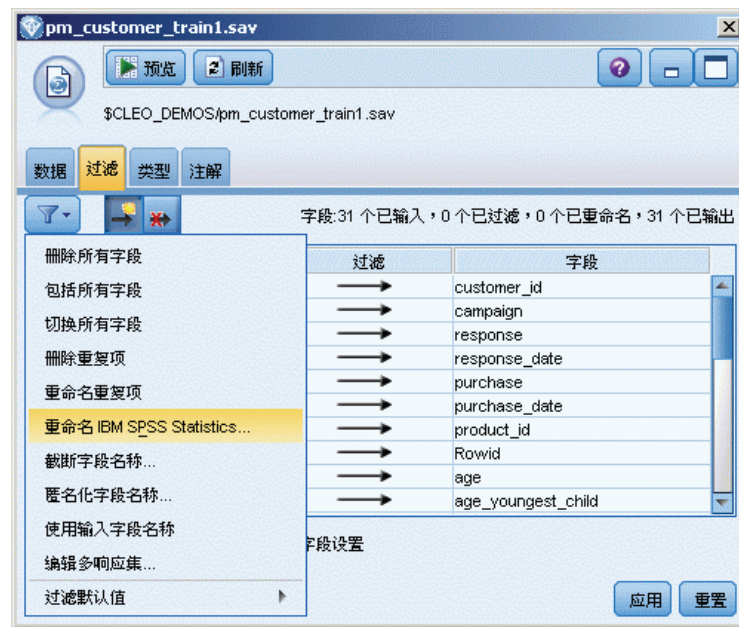 pm_customer_train1.sav
预览
刷新
$CLEO_DEMOS/pm_customer_train1.sav
数据 过滤 类型 注解
字段:31 个已输入，0 个已过滤，0 个已重命名，31 个已输出
删除所有字段
包括所有字段
切换所有字段
删除重复项
重命名重复项
重命名 IBM SPSS Statistics...
截断字段名称...
匿名化字段名称...
使用输入字段名称
编辑多响应集...
过滤默认值
过滤 字段
customer_id
campaign
response
response_date
purchase
purchase_date
product_id
Rowid
age
age_youngest_child
字段设置
应用 重置